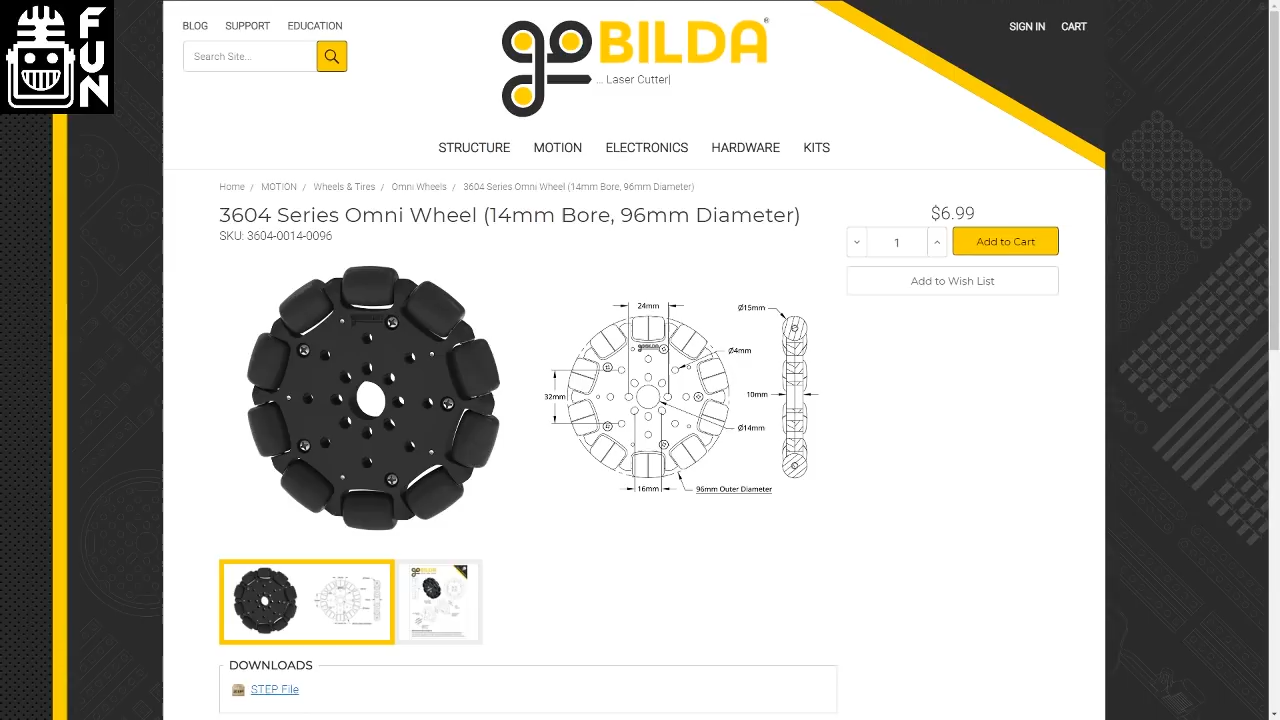 FUN
BLOG SUPPORT EDUCATION
Search Site...
goBILDA®
... Laser Cutter|
SIGN IN CART
STRUCTURE MOTION ELECTRONICS HARDWARE KITS
Home / MOTION / Wheels & Tires / Omni Wheels / 3604 Series Omni Wheel (14mm Bore, 96mm Diameter)
3604 Series Omni Wheel (14mm Bore, 96mm Diameter)
SKU: 3604-0014-0096
$6.99
1
Add to Cart
Add to Wish List
24mm
Ø15mm
goBILDA
Ø4mm
32mm
10mm
Ø14mm
16mm
96mm Outer Diameter
goBILDA
DOWNLOADS
STEP File